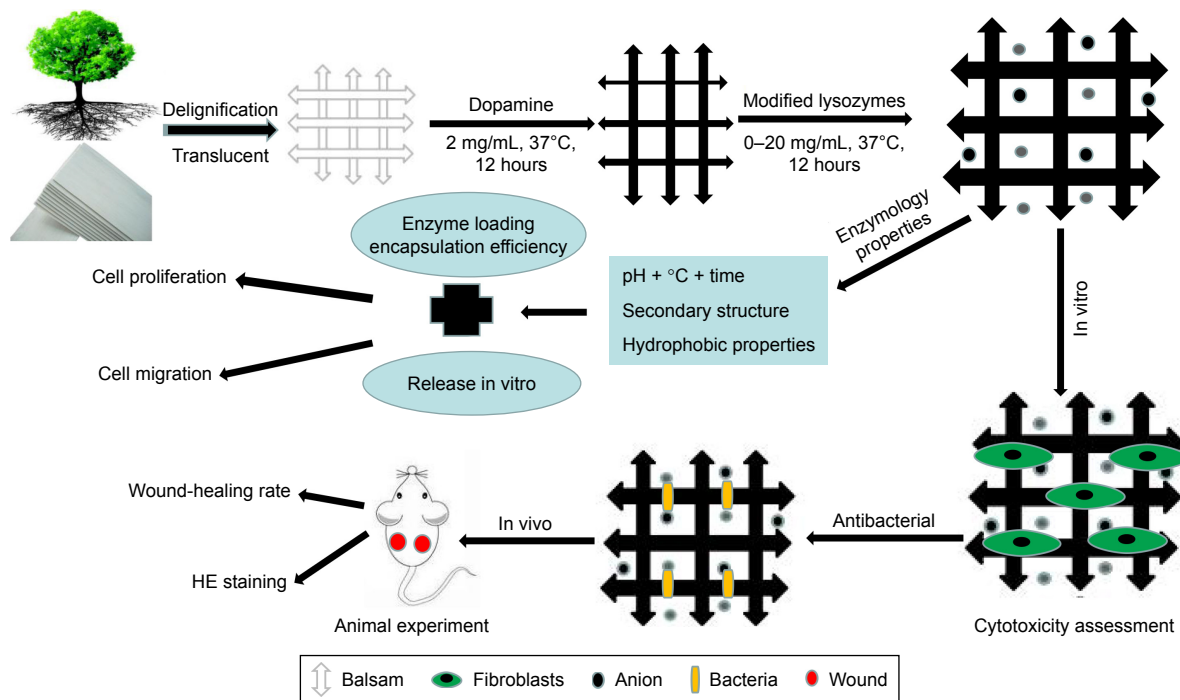 Delignification
Translucent
Dopamine
2 mg/mL, 37°C,
12 hours
Modified lysozymes
0–20 mg/mL, 37°C,
12 hours
Enzymology
properties
In vitro
Enzyme loading
encapsulation efficiency
pH + °C + time
Secondary structure
Hydrophobic properties
Release in vitro
Cell proliferation
Cell migration
Cytotoxicity assessment
Antibacterial
In vivo
Animal experiment
Wound-healing rate
HE staining
Balsam
Fibroblasts
Anion
Bacteria
Wound